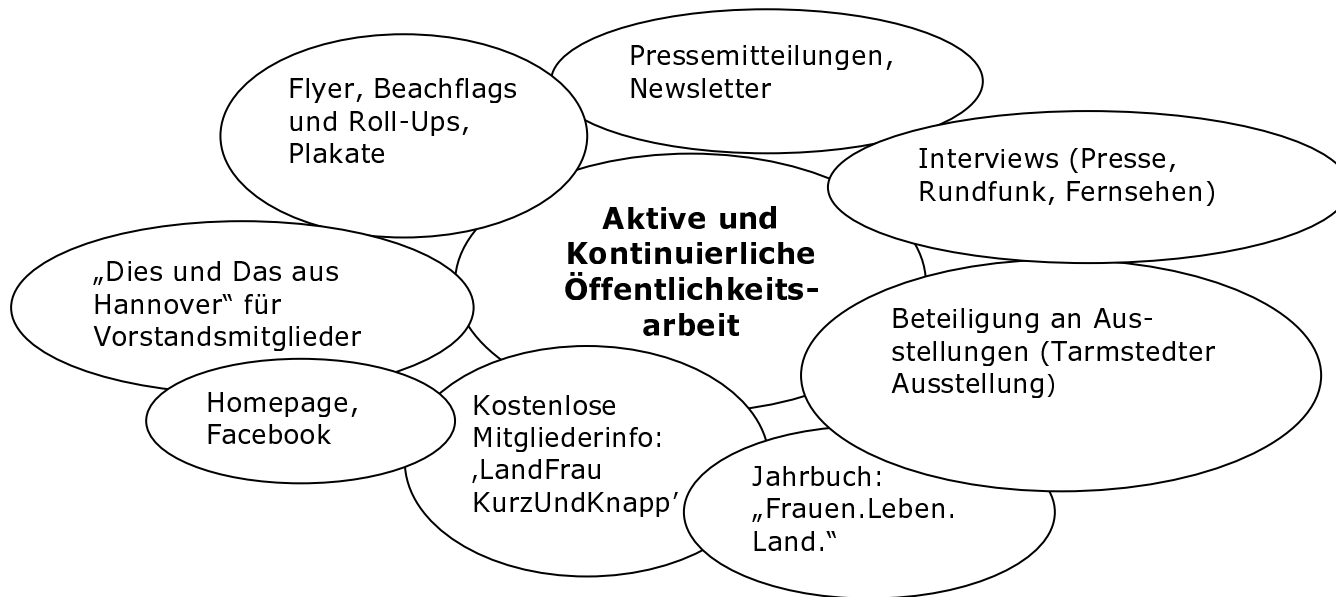 Pressemitteilungen,
Newsletter
Flyer, Beachflags
und Roll-Ups,
Plakate
Interviews (Presse,
Rundfunk, Fernsehen)
Aktive und
Kontinuierliche
Öffentlichkeits-
arbeit
„Dies und Das aus
Hannover“ für
Vorstandsmitglieder
Beteiligung an Aus-
stellungen (Tarmstedter
Ausstellung)
Homepage,
Facebook
Kostenlose
Mitgliederinfo:
‚LandFrau
KurzUndKnapp’
Jahrbuch:
„Frauen.Leben.
Land.“